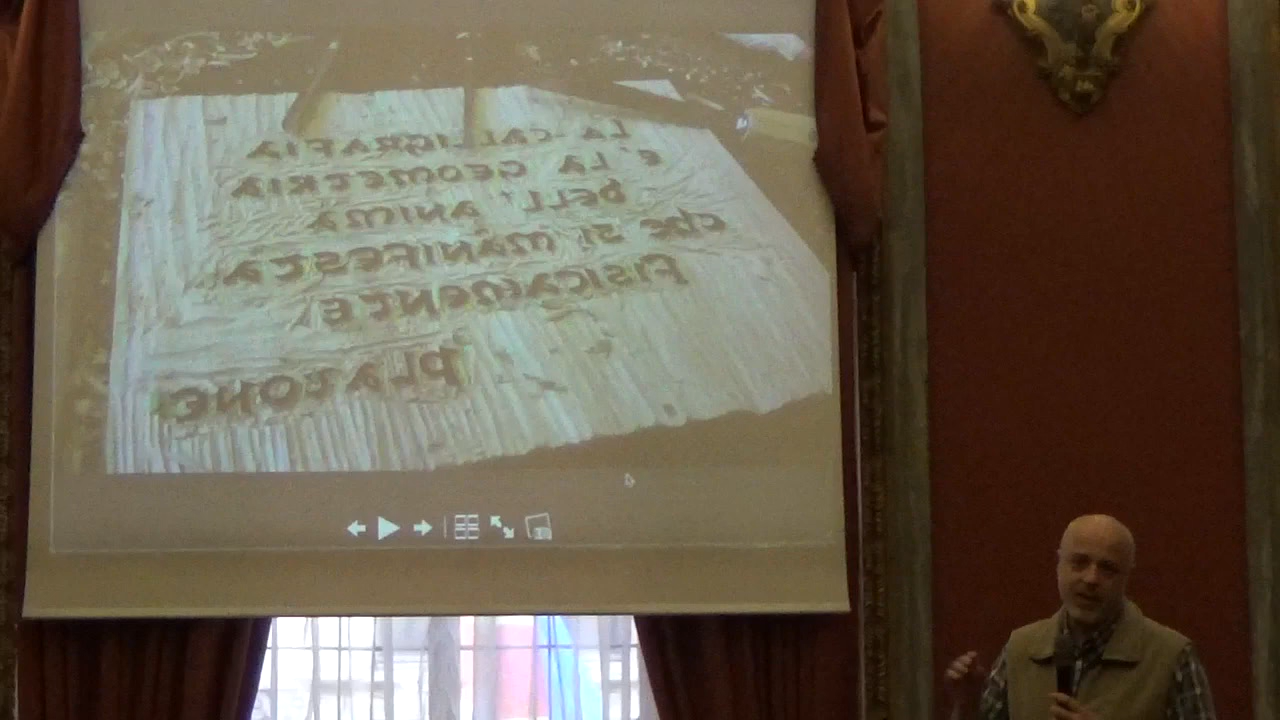 LA CALLIGRAFIA
E' LA GEOMETRIA
DELL' ANIMA
CHE SI MANIFESTA
FISICAMENTE
PLATONE